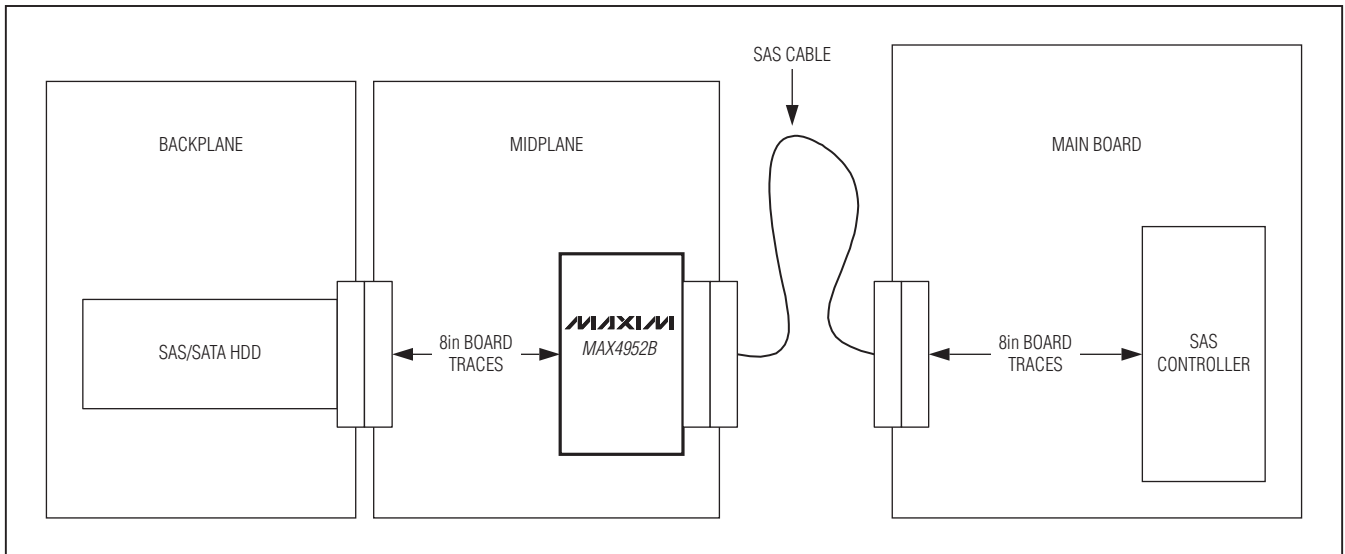 SAS CABLE
BACKPLANE
MIDPLANE
MAIN BOARD
MAXIM
MAX4952B
SAS/SATA HDD
8in BOARD
TRACES
8in BOARD
TRACES
SAS
CONTROLLER